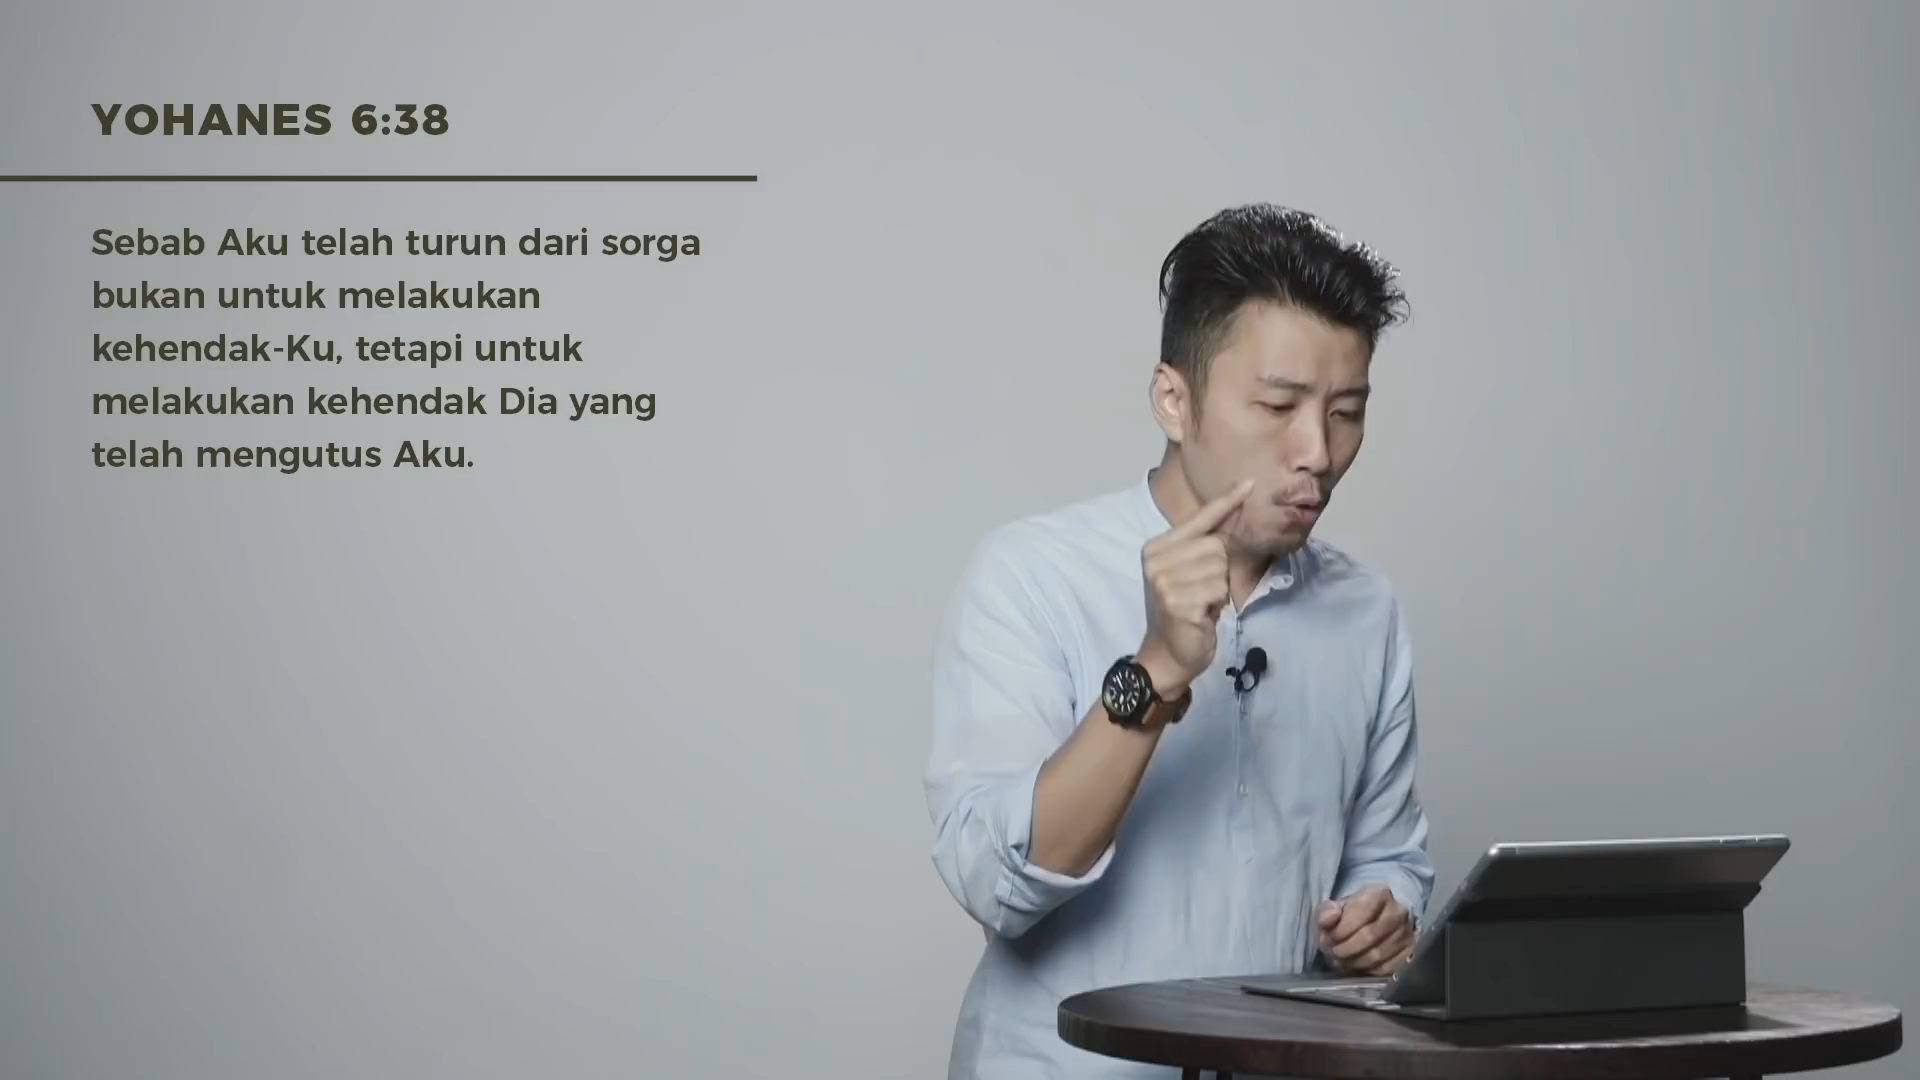 YOHANES 6:38
Sebab Aku telah turun dari sorga
bukan untuk melakukan
kehendak-Ku, tetapi untuk
melakukan kehendak Dia yang
telah mengutus Aku.